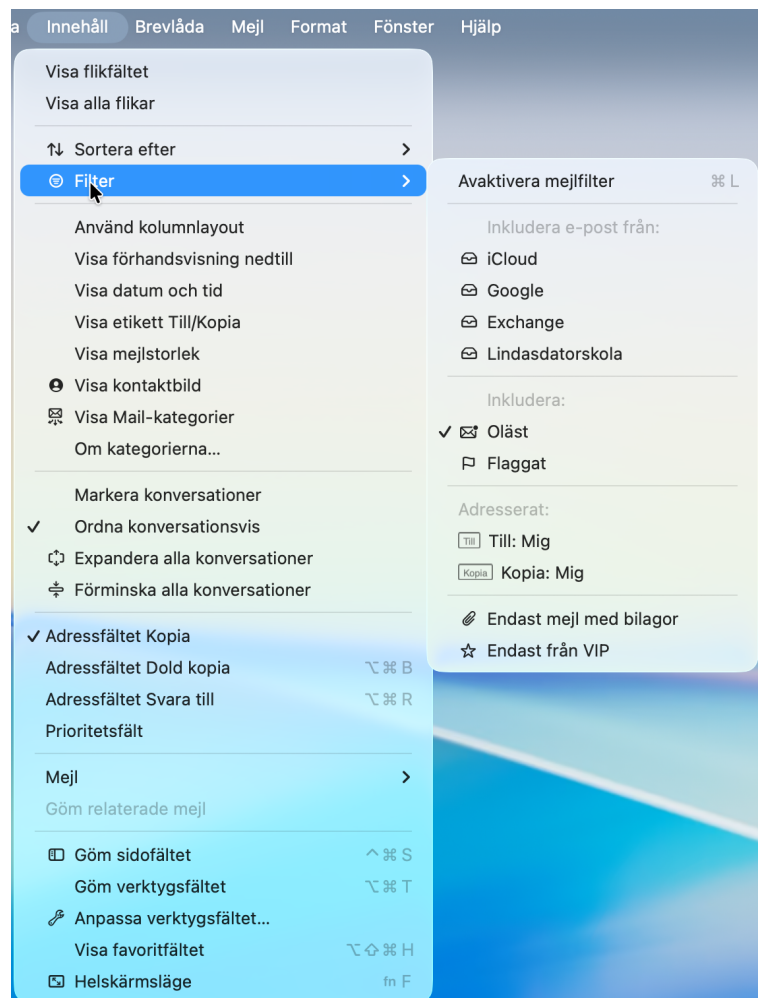 a Innehåll Brevlåda Mejl Format Fönster Hjälp
Visa flikfältet
Visa alla flikar
Sortera efter
Filter
Använd kolumnlayout
Visa förhandsvisning nedtill
Visa datum och tid
Visa etikett Till/Kopia
Visa mejlstorlek
Visa kontaktbild
Visa Mail-kategorier
Om kategorierna...
Markera konversationer
Ordna konversationsvis
Expandera alla konversationer
Förminska alla konversationer
Adressfältet Kopia
Adressfältet Dold kopia ⌥⌘B
Adressfältet Svara till ⌥⌘R
Prioritetsfält
Mejl
Göm relaterade mejl
Göm sidofältet ^⌘S
Göm verktygsfältet ⌥⌘T
Anpassa verktygsfältet...
Visa favoritfältet ⌥⇧⌘H
Helskärmsläge fn F
Avaktivera mejlfilter ⌘L
Inkludera e-post från:
iCloud
Google
Exchange
Lindasdatorskola
Inkludera:
Oläst
Flaggat
Adresserat:
Till Till: Mig
Kopia Kopia: Mig
Endast mejl med bilagor
Endast från VIP